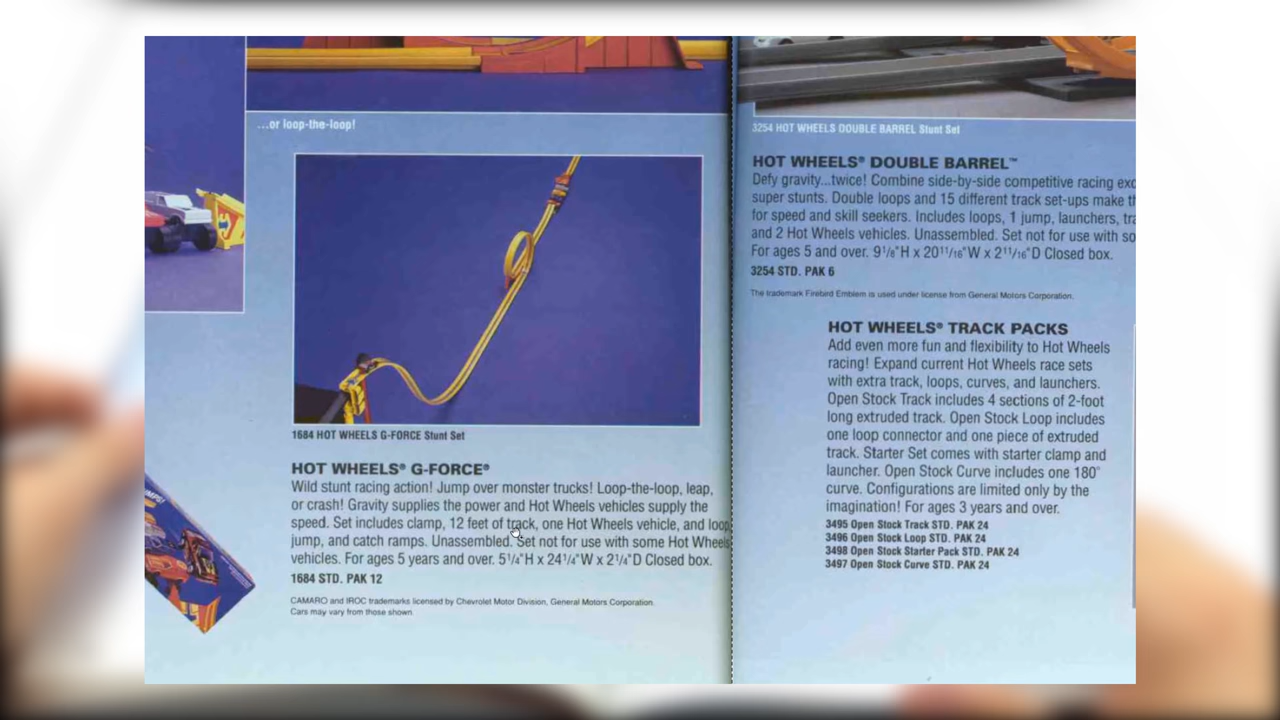 ...or loop-the-loop!
1684 HOT WHEELS G-FORCE Stunt Set
HOT WHEELS® G-FORCE®
Wild stunt racing action! Jump over monster trucks! Loop-the-loop, leap,
or crash! Gravity supplies the power and Hot Wheels vehicles supply the
speed. Set includes clamp, 12 feet of track, one Hot Wheels vehicle, and loop
jump, and catch ramps. Unassembled. Set not for use with some Hot Wheels
vehicles. For ages 5 years and over. 5¹/₄"H x 24¹/₄"W x 2¹/₄"D Closed box.
1684 STD. PAK 12
CAMARO and IROC trademarks licensed by Chevrolet Motor Division, General Motors Corporation.
Cars may vary from those shown.
3254 HOT WHEELS DOUBLE BARREL Stunt Set
HOT WHEELS® DOUBLE BARREL™
Defy gravity...twice! Combine side-by-side competitive racing exc
super stunts. Double loops and 15 different track set-ups make th
for speed and skill seekers. Includes loops, 1 jump, launchers, tra
and 2 Hot Wheels vehicles. Unassembled. Set not for use with so
For ages 5 and over. 9¹/₈"H x 20¹¹/₁₆"W x 2¹¹/₁₆"D Closed box.
3254 STD. PAK 6
The trademark Firebird Emblem is used under license from General Motors Corporation.
HOT WHEELS® TRACK PACKS
Add even more fun and flexibility to Hot Wheels
racing! Expand current Hot Wheels race sets
with extra track, loops, curves, and launchers.
Open Stock Track includes 4 sections of 2-foot
long extruded track. Open Stock Loop includes
one loop connector and one piece of extruded
track. Starter Set comes with starter clamp and
launcher. Open Stock Curve includes one 180°
curve. Configurations are limited only by the
imagination! For ages 3 years and over.
3495 Open Stock Track STD. PAK 24
3496 Open Stock Loop STD. PAK 24
3498 Open Stock Starter Pack STD. PAK 24
3497 Open Stock Curve STD. PAK 24